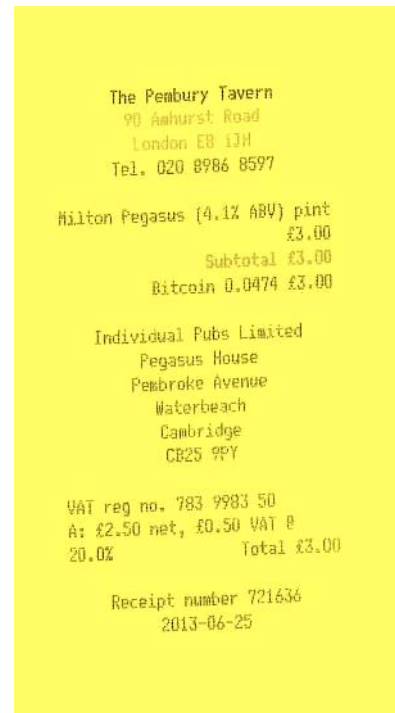 The Pembury Tavern
90 Amhurst Road
London E8 1JH
Tel. 020 8986 8597
Milton Pegasus (4.1% ABV) pint
£3.00
Subtotal £3.00
Bitcoin 0.0474 £3.00
Individual Pubs Limited
Pegasus House
Pembroke Avenue
Waterbeach
Cambridge
CB25 9PY
VAT reg no. 783 9983 50
A: £2.50 net, £0.50 VAT @
20.0% Total £3.00
Receipt number 721636
2013-06-25